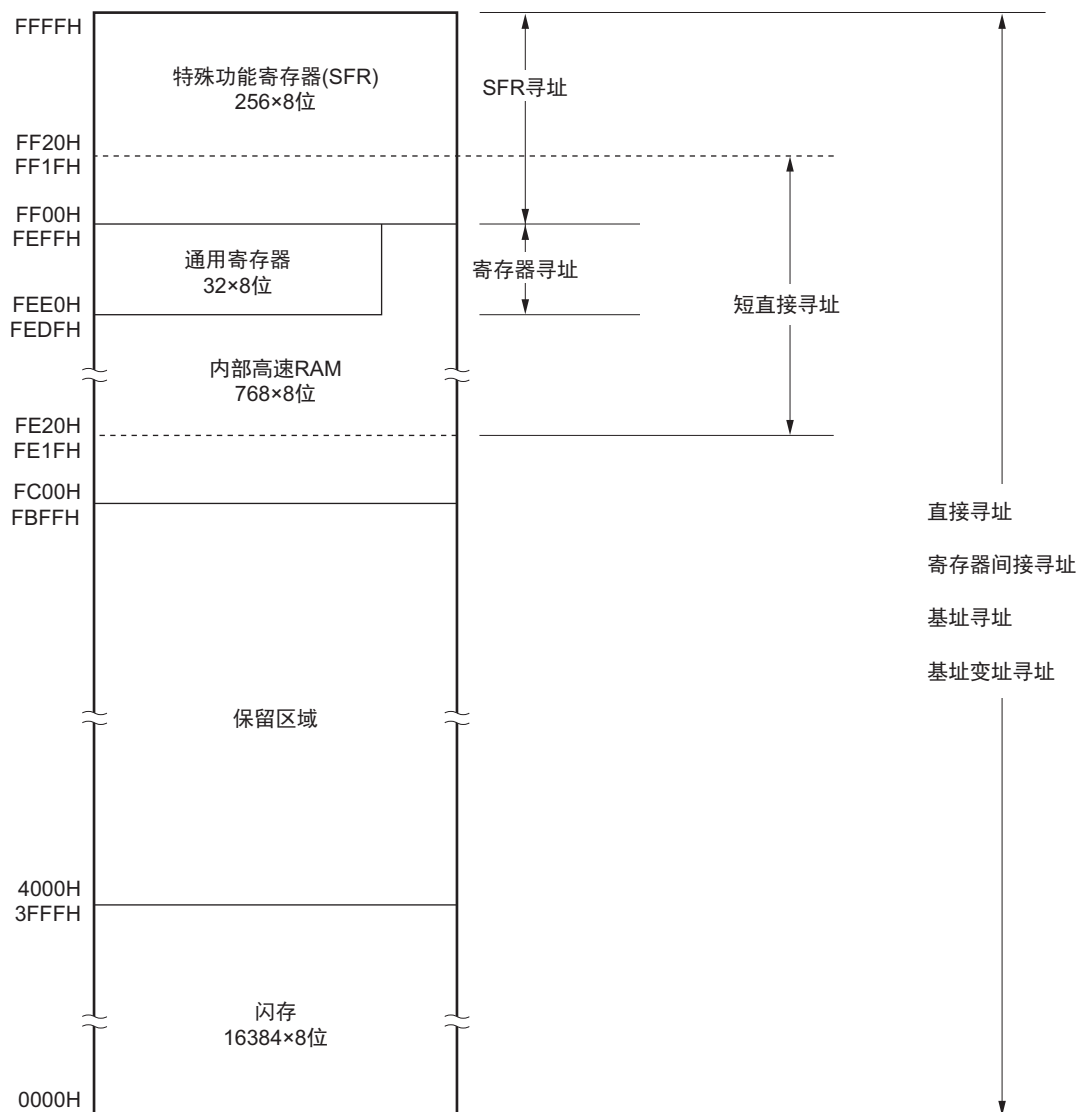 FFFFH
特殊功能寄存器(SFR)
256×8位
SFR寻址
FF20H
FF1FH
FF00H
FEFFH
通用寄存器
32×8位
寄存器寻址
FEE0H
FEDFH
短直接寻址
内部高速RAM
768×8位
FE20H
FE1FH
FC00H
FBFFH
直接寻址
寄存器间接寻址
基址寻址
基址变址寻址
保留区域
4000H
3FFFH
闪存
16384×8位
0000H